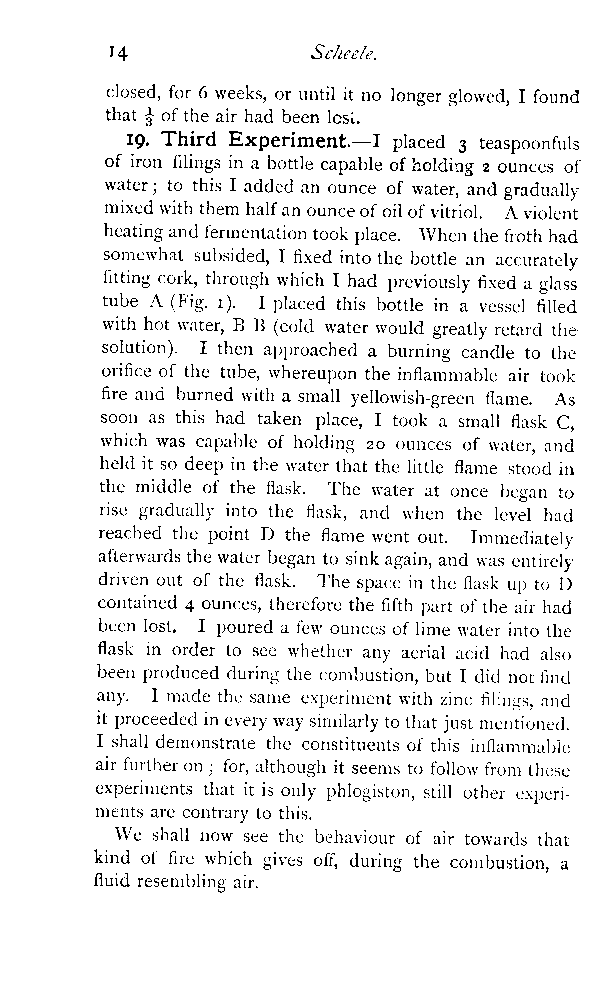 14 Scheele.
closed, for 6 weeks, or until it no longer glowed, I found
that ⅓ of the air had been lost.
19. Third Experiment.—I placed 3 teaspoonfuls
of iron filings in a bottle capable of holding 2 ounces of
water; to this I added an ounce of water, and gradually
mixed with them half an ounce of oil of vitriol. A violent
heating and fermentation took place. When the froth had
somewhat subsided, I fixed into the bottle an accurately
fitting cork, through which I had previously fixed a glass
tube A (Fig. 1). I placed this bottle in a vessel filled
with hot water, B B (cold water would greatly retard the
solution). I then approached a burning candle to the
orifice of the tube, whereupon the inflammable air took
fire and burned with a small yellowish-green flame. As
soon as this had taken place, I took a small flask C,
which was capable of holding 20 ounces of water, and
held it so deep in the water that the little flame stood in
the middle of the flask. The water at once began to
rise gradually into the flask, and when the level had
reached the point D the flame went out. Immediately
afterwards the water began to sink again, and was entirely
driven out of the flask. The space in the flask up to D
contained 4 ounces, therefore the fifth part of the air had
been lost. I poured a few ounces of lime water into the
flask in order to see whether any aerial acid had also
been produced during the combustion, but I did not find
any. I made the same experiment with zinc filings, and
it proceeded in every way similarly to that just mentioned.
I shall demonstrate the constituents of this inflammable
air further on; for, although it seems to follow from these
experiments that it is only phlogiston, still other experi-
ments are contrary to this.
We shall now see the behaviour of air towards that
kind of fire which gives off, during the combustion, a
fluid resembling air.